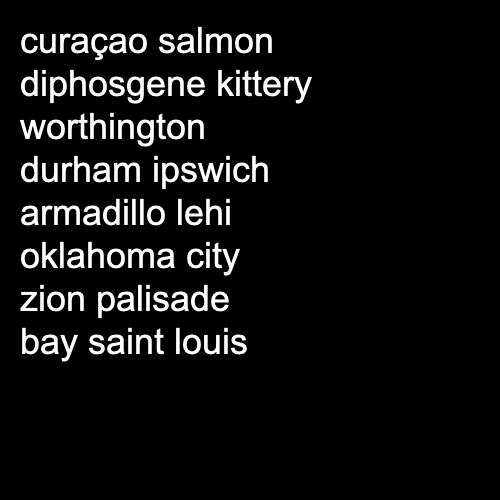 curaçao salmon
diphosgene kittery
worthington
durham ipswich
armadillo lehi
oklahoma city
zion palisade
bay saint louis